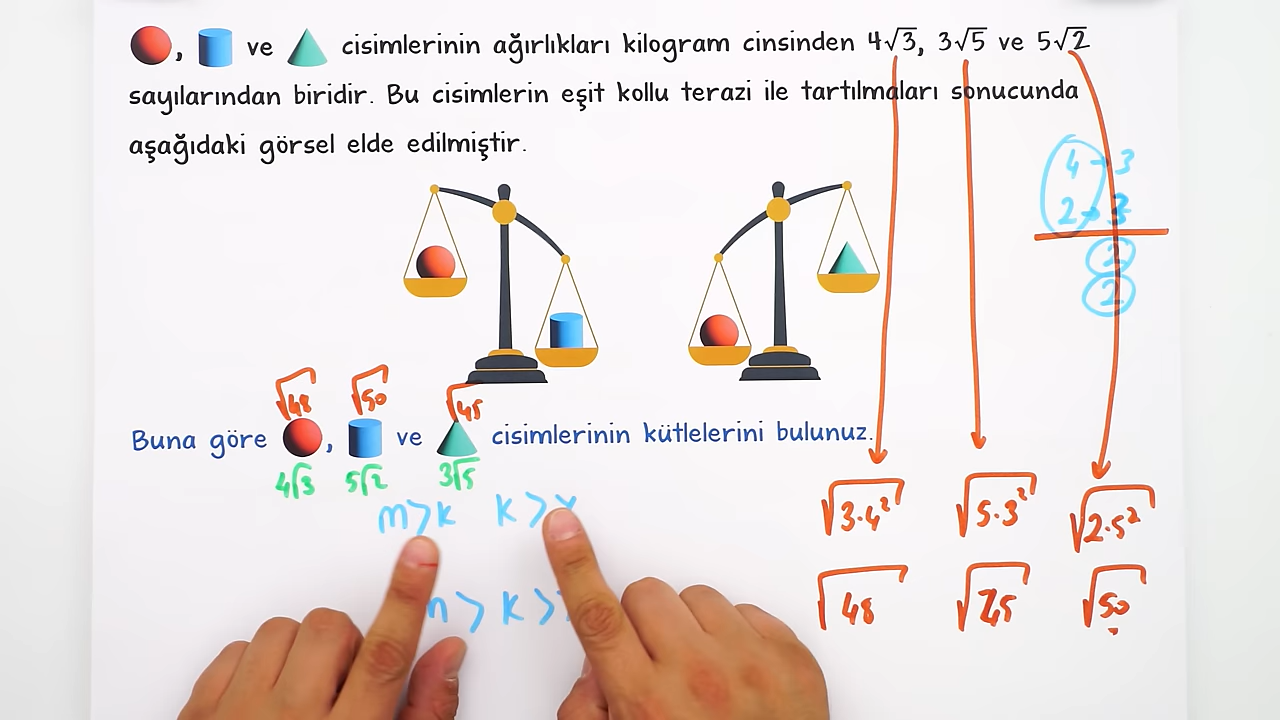 , ve cisimlerinin ağırlıkları kilogram cinsinden 4√3, 3√5 ve 5√2
sayılarından biridir. Bu cisimlerin eşit kollu terazi ile tartılmaları sonucunda
aşağıdaki görsel elde edilmiştir.
4 3
2 3
2
2
√48 √50 √45
Buna göre , ve cisimlerinin kütlelerini bulunuz.
4√3 5√2 3√5
m>k k>
> k >
√3·4² √5·3² √2·5²
√48 √45 √50